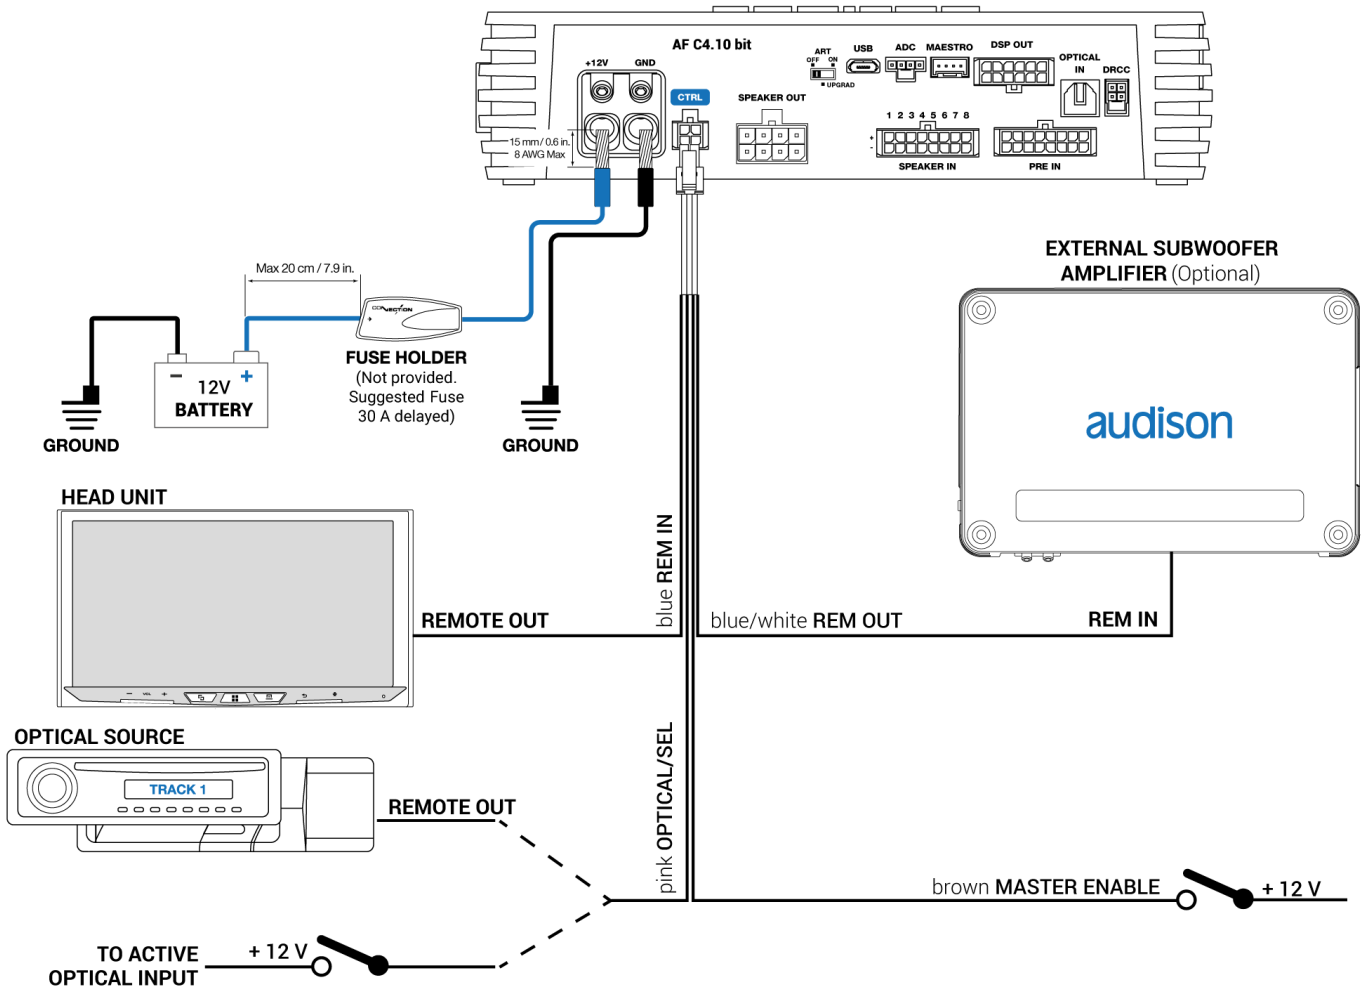 AF C4.10 bit
+12V GND
CTRL
SPEAKER OUT
ART
OFF ON
UPGRAD
USB
ADC
MAESTRO
DSP OUT
OPTICAL
IN
DRCC
1 2 3 4 5 6 7 8
+
-
SPEAKER IN
PRE IN
15 mm / 0.6 in.
8 AWG Max
EXTERNAL SUBWOOFER
AMPLIFIER (Optional)
audison
Max 20 cm / 7.9 in.
CONNECTION
FUSE HOLDER
(Not provided.
Suggested Fuse
30 A delayed)
− +
12V
BATTERY
GROUND
GROUND
HEAD UNIT
− VOL +
REMOTE OUT
blue REM IN
blue/white REM OUT
REM IN
OPTICAL SOURCE
TRACK 1
REMOTE OUT
pink OPTICAL/SEL
brown MASTER ENABLE
+ 12 V
TO ACTIVE
OPTICAL INPUT
+ 12 V